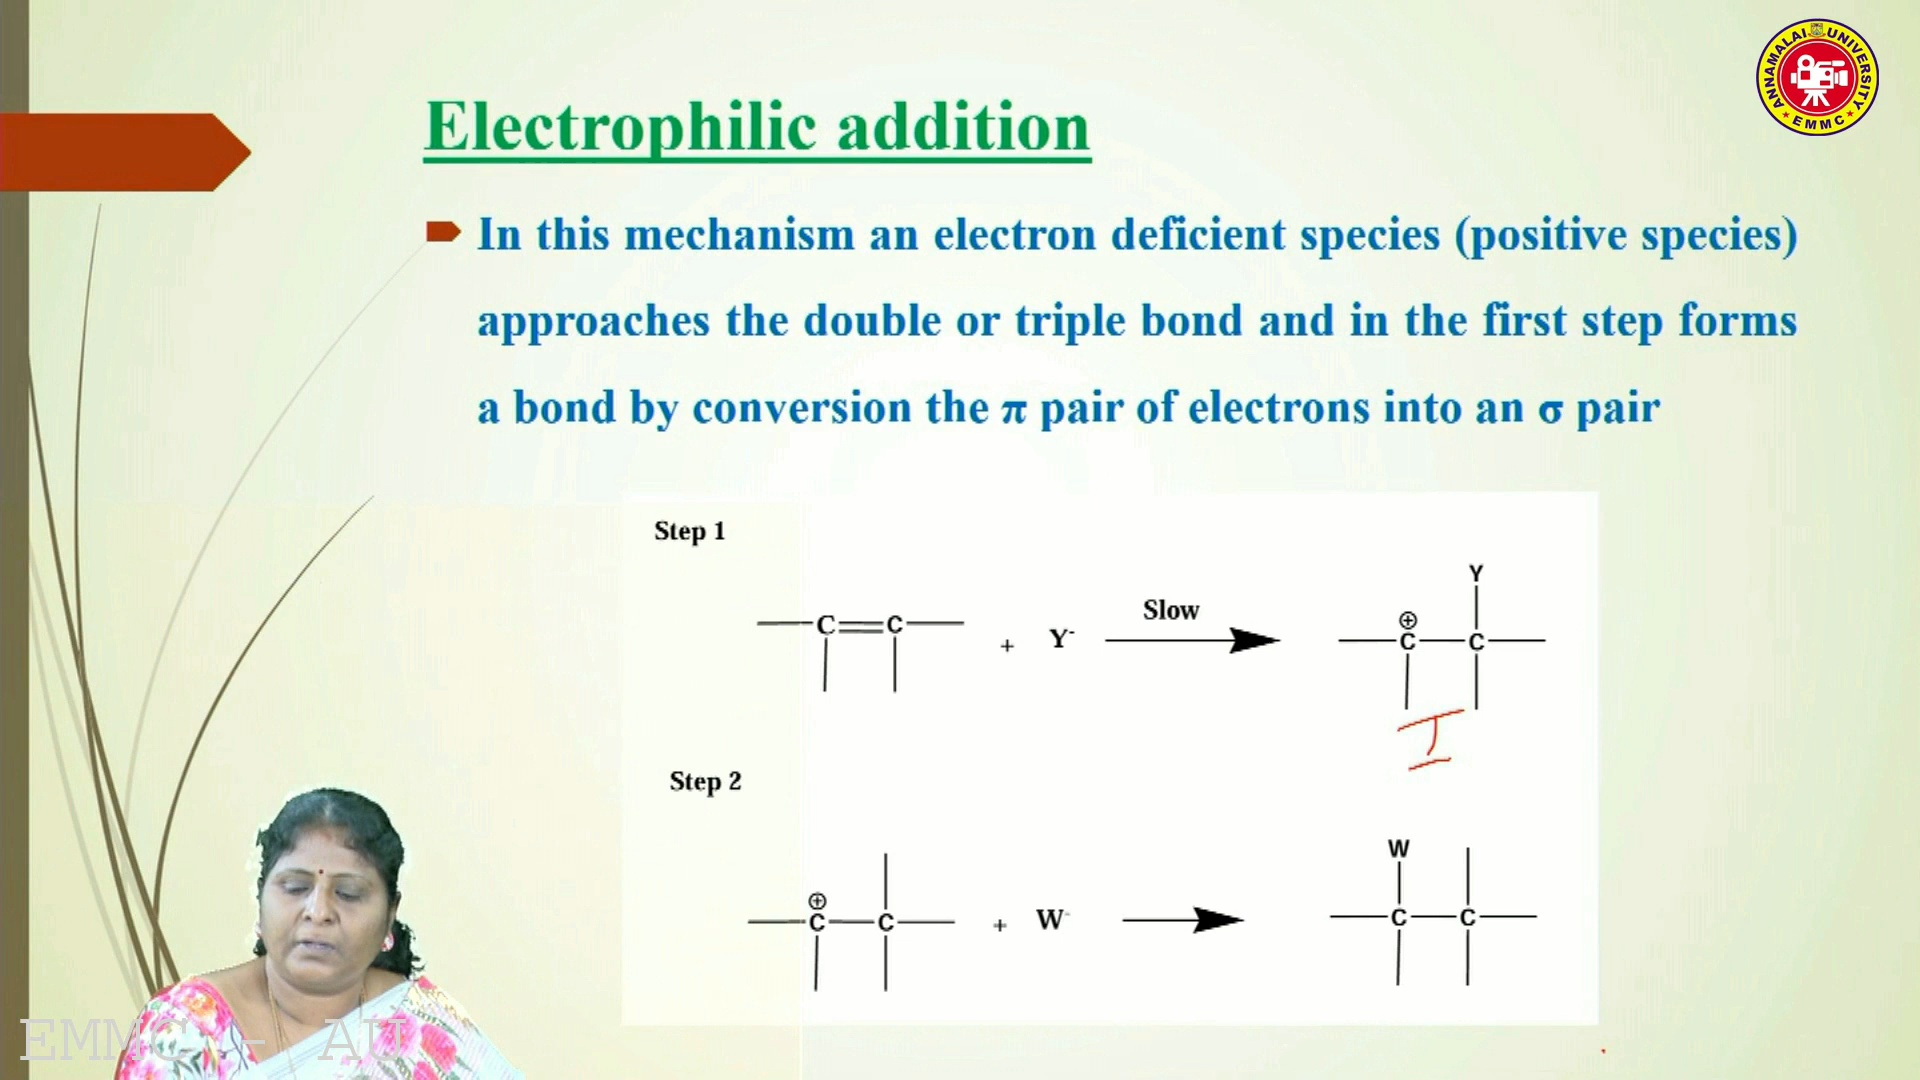 ANNAMALAI UNIVERSITY
EMMC
Electrophilic addition
In this mechanism an electron deficient species (positive species)
approaches the double or triple bond and in the first step forms
a bond by conversion the π pair of electrons into an σ pair
Step 1
Y
C C + Y- Slow ⊕ C C
I
Step 2
W
⊕ C C + W- C C
EMMC - AU